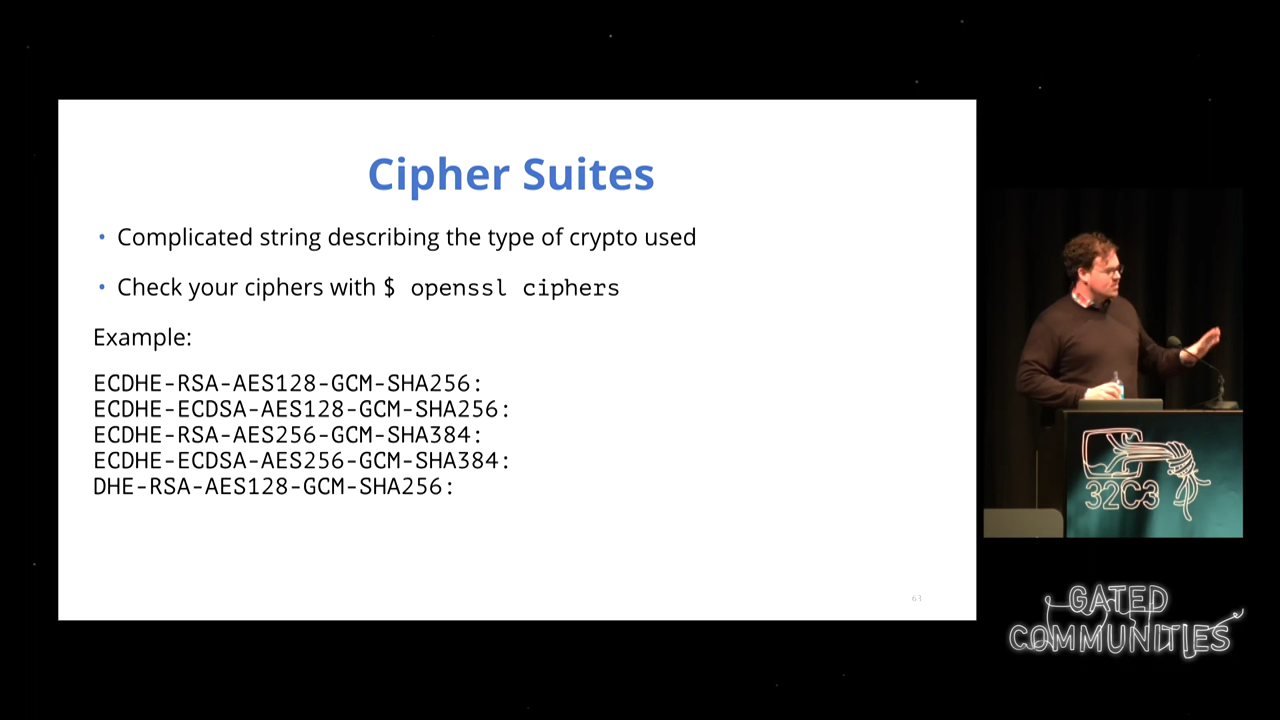 Cipher Suites
• Complicated string describing the type of crypto used
• Check your ciphers with $ openssl ciphers
Example:
ECDHE-RSA-AES128-GCM-SHA256:
ECDHE-ECDSA-AES128-GCM-SHA256:
ECDHE-RSA-AES256-GCM-SHA384:
ECDHE-ECDSA-AES256-GCM-SHA384:
DHE-RSA-AES128-GCM-SHA256:
63
32C3
GATED
COMMUNITIES